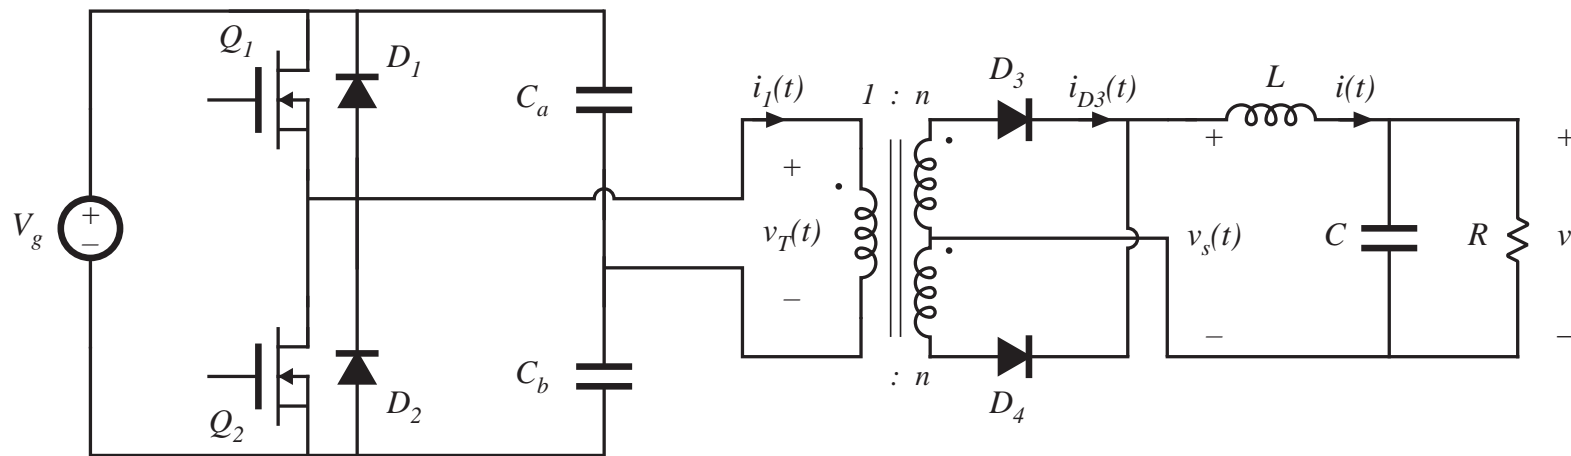 Q1
D1
Ca
i1(t)
1 : n
D3
iD3(t)
L
i(t)
+
+
+
Vg
+
−
vT(t)
vs(t)
C
R
v
−
−
−
Cb
: n
Q2
D2
D4